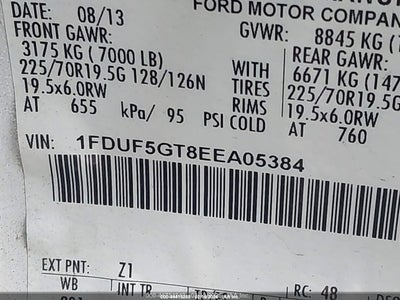 DATE: 08/13
FORD MOTOR COMPAN
FRONT GAWR:
GVWR: 8845 KG (
3175 KG ( 7000 LB)
REAR GAWR:
225/70R19.5G 128/126N
WITH
6671 KG (147
19.5x6.0RW
TIRES
225/70R19.5G
AT 655 kPa/ 95 PSI COLD
RIMS
19.5x6.0RW
AT 760
VIN: 1FDUF5GT8EEA05384
EXT PNT: Z1
RC: 48
WB
INT TR